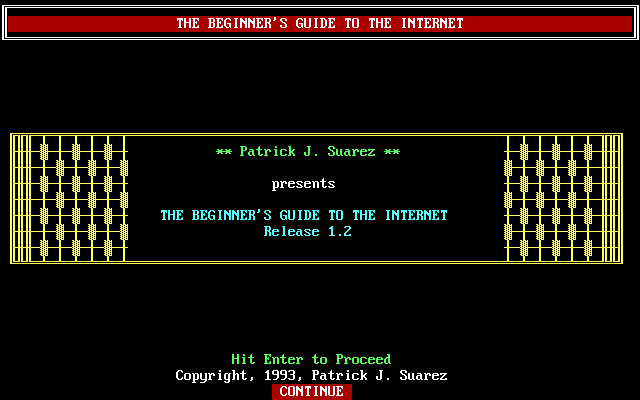 THE BEGINNER'S GUIDE TO THE INTERNET
** Patrick J. Suarez **
presents
THE BEGINNER'S GUIDE TO THE INTERNET
Release 1.2
Hit Enter to Proceed
Copyright, 1993, Patrick J. Suarez
CONTINUE